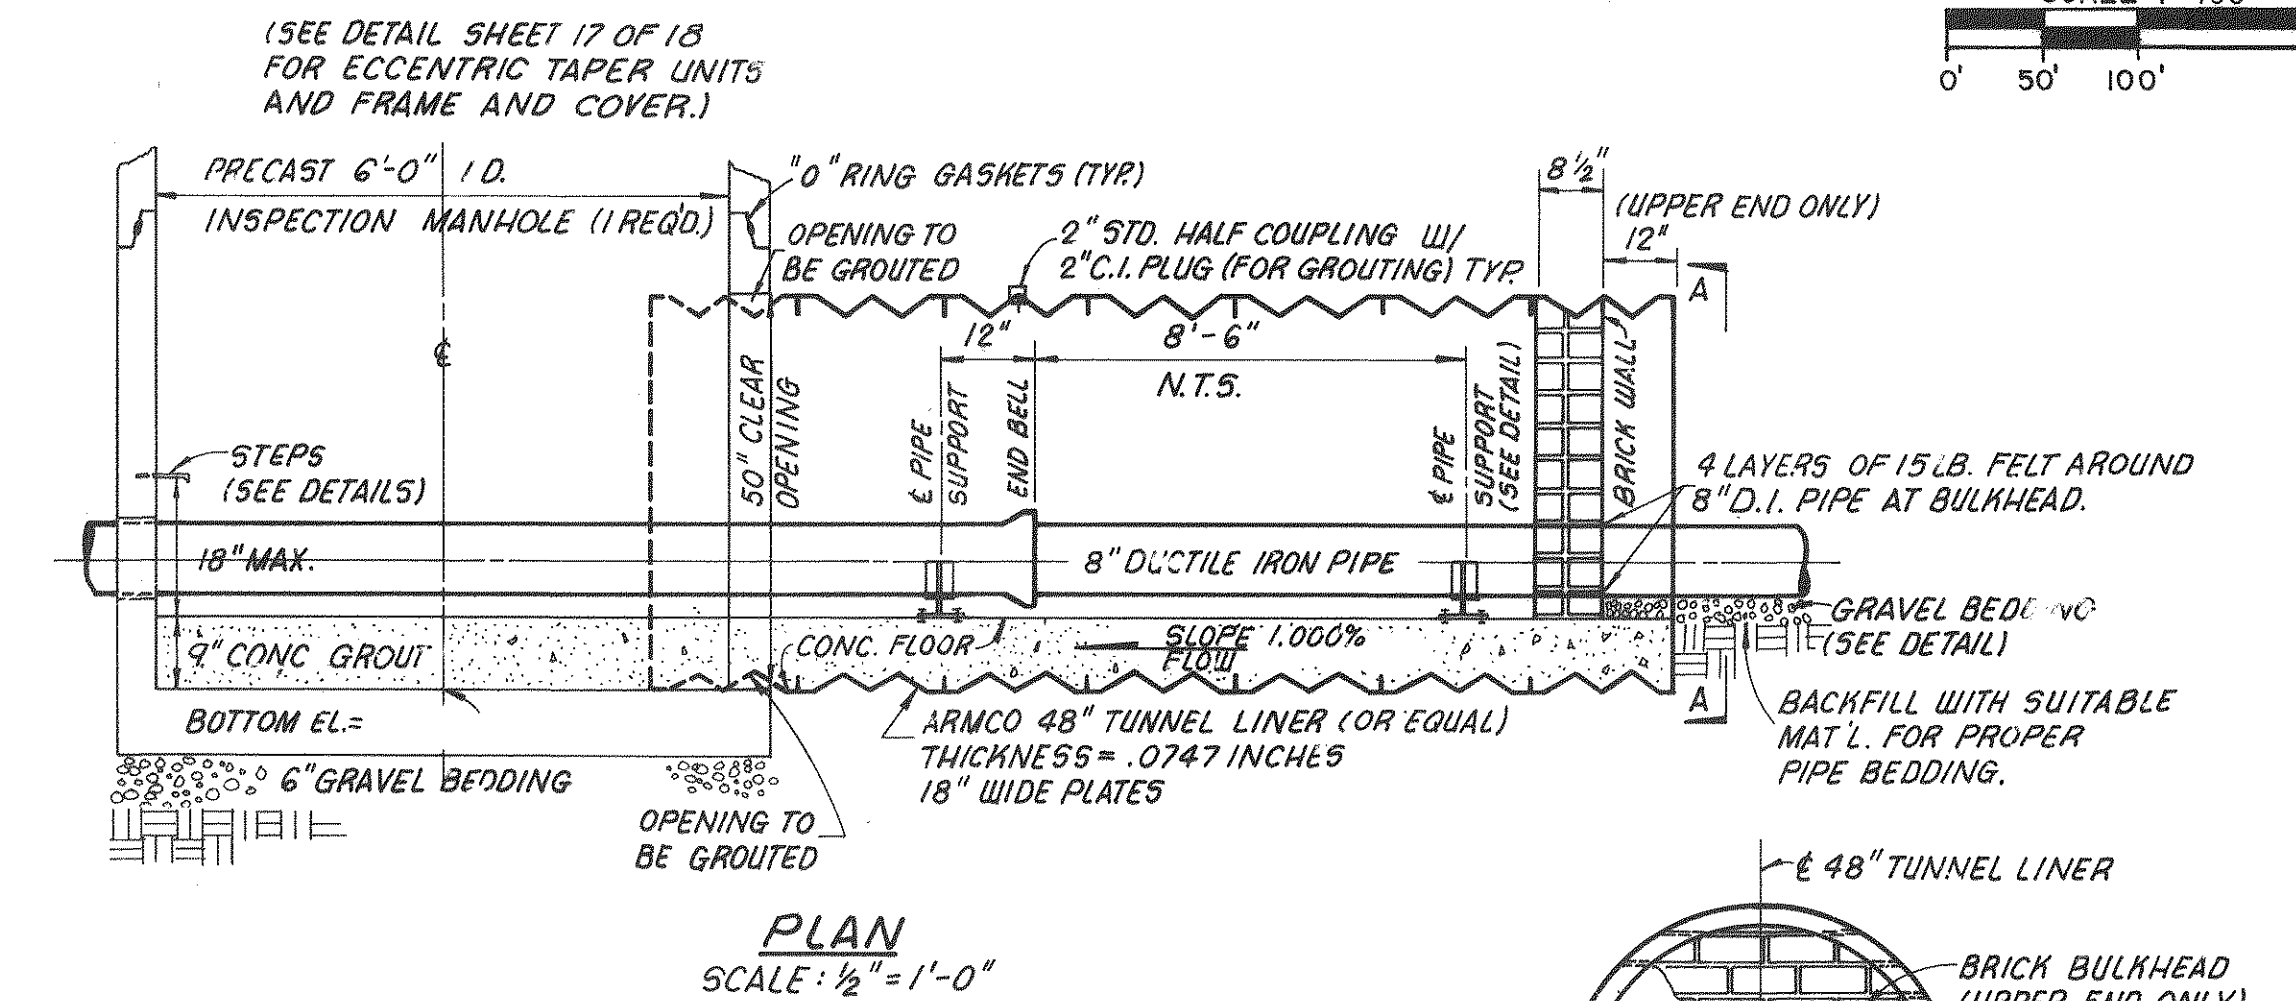 (SEE DETAIL SHEET 17 OF 18
FOR ECCENTRIC TAPER UNITS
AND FRAME AND COVER.)
0' 50' 100'
PRECAST 6'-0" I D.
INSPECTION MANHOLE (1 REQ'D.)
"O" RING GASKETS (TYP.)
OPENING TO
BE GROUTED
2" STD. HALF COUPLING W/
2" C.I. PLUG (FOR GROUTING) TYP.
8 1/2"
(UPPER END ONLY)
12"
A
12"
8'-6"
N.T.S.
℄
50" CLEAR
OPENING
℄ PIPE
SUPPORT
END BELL
℄ PIPE
SUPPORT
(SEE DETAIL)
BRICK WALL
STEPS
(SEE DETAILS)
4 LAYERS OF 15 LB. FELT AROUND
8" D.I. PIPE AT BULKHEAD.
18" MAX.
8" DUCTILE IRON PIPE
GRAVEL BEDDING
(SEE DETAIL)
9" CONC GROUT
CONC. FLOOR
SLOPE 1.000%
FLOW
BOTTOM EL.=
ARMCO 48" TUNNEL LINER (OR EQUAL)
THICKNESS = .0747 INCHES
18" WIDE PLATES
A
BACKFILL WITH SUITABLE
MAT'L. FOR PROPER
PIPE BEDDING.
6" GRAVEL BEDDING
OPENING TO
BE GROUTED
PLAN
SCALE : 1/2" = 1'-0"
℄ 48" TUNNEL LINER
BRICK BULKHEAD
(UPPER END ONLY)